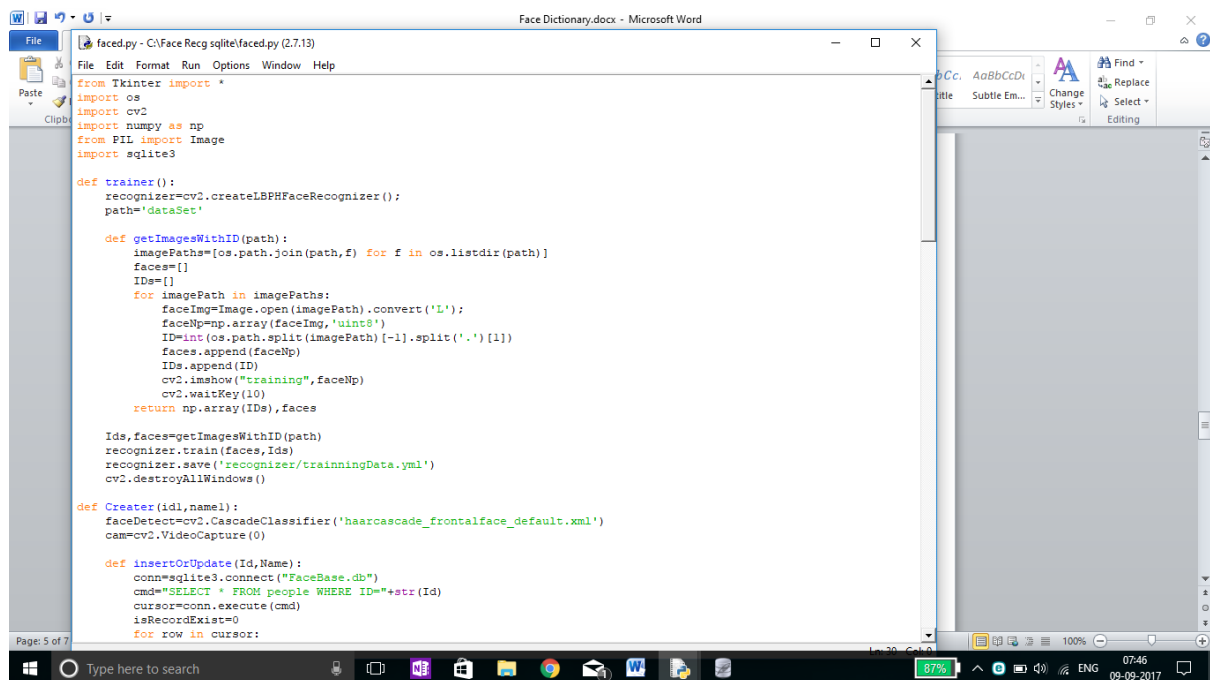 Face Dictionary.docx - Microsoft Word
File
faced.py - C:\Face Recg sqlite\faced.py (2.7.13)
File Edit Format Run Options Window Help
Paste
from Tkinter import *
import os
import cv2
import numpy as np
from PIL import Image
import sqlite3
def trainer():
    recognizer=cv2.createLBPHFaceRecognizer();
    path='dataSet'
    def getImagesWithID(path):
        imagePaths=[os.path.join(path,f) for f in os.listdir(path)]
        faces=[]
        IDs=[]
        for imagePath in imagePaths:
            faceImg=Image.open(imagePath).convert('L');
            faceNp=np.array(faceImg,'uint8')
            ID=int(os.path.split(imagePath)[-1].split('.')[1])
            faces.append(faceNp)
            IDs.append(ID)
            cv2.imshow("training",faceNp)
            cv2.waitKey(10)
        return np.array(IDs),faces
    Ids,faces=getImagesWithID(path)
    recognizer.train(faces,Ids)
    recognizer.save('recognizer/trainningData.yml')
    cv2.destroyAllWindows()
def Creater(id1,name1):
    faceDetect=cv2.CascadeClassifier('haarcascade_frontalface_default.xml')
    cam=cv2.VideoCapture(0)
    def insertOrUpdate(Id,Name):
        conn=sqlite3.connect("FaceBase.db")
        cmd="SELECT * FROM people WHERE ID="+str(Id)
        cursor=conn.execute(cmd)
        isRecordExist=0
        for row in cursor:
AaBbCcDd
Subtle Em...
Change
Styles
Find
Replace
Select
Editing
Ln: 30 Col: 0
Page: 5 of 7
100%
Type here to search
87%
ENG
07:46
09-09-2017